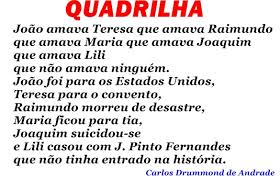 QUADRILHA
João amava Teresa que amava Raimundo
que amava Maria que amava Joaquim
que amava Lili
que não amava ninguém.
João foi para os Estados Unidos,
Teresa para o convento,
Raimundo morreu de desastre,
Maria ficou para tia,
Joaquim suicidou-se
e Lili casou com J. Pinto Fernandes
que não tinha entrado na história.
Carlos Drummond de Andrade